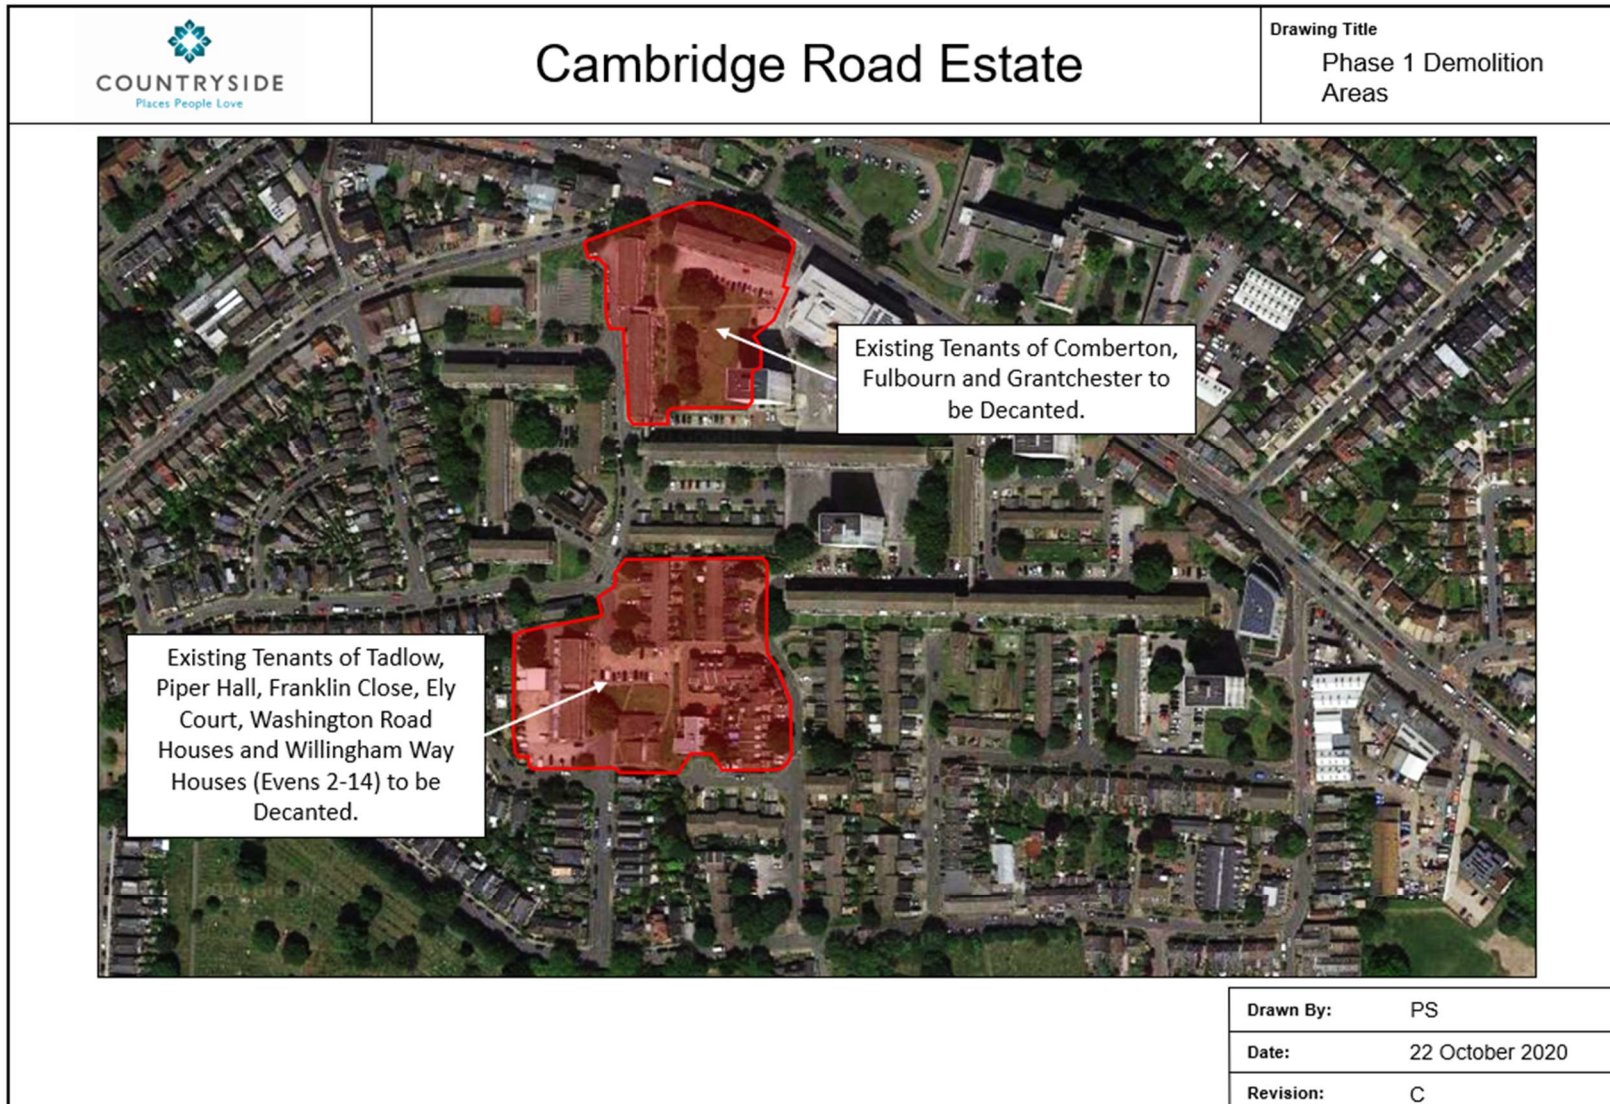 COUNTRYSIDE
Places People Love
Cambridge Road Estate
Drawing Title
Phase 1 Demolition
Areas
Existing Tenants of Comberton,
Fulbourn and Grantchester to
be Decanted.
Existing Tenants of Tadlow,
Piper Hall, Franklin Close, Ely
Court, Washington Road
Houses and Willingham Way
Houses (Evens 2-14) to be
Decanted.
Drawn By: PS
Date: 22 October 2020
Revision: C